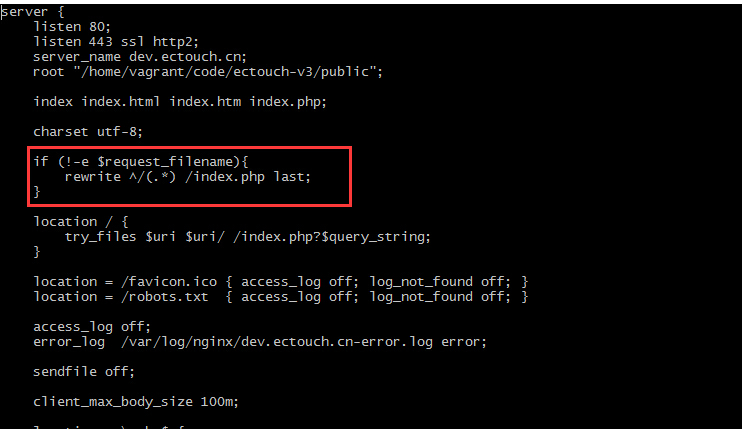 server {
    listen 80;
    listen 443 ssl http2;
    server_name dev.ectouch.cn;
    root "/home/vagrant/code/ectouch-v3/public";

    index index.html index.htm index.php;

    charset utf-8;

    if (!-e $request_filename){
        rewrite ^/(.*) /index.php last;
    }

    location / {
        try_files $uri $uri/ /index.php?$query_string;
    }

    location = /favicon.ico { access_log off; log_not_found off; }
    location = /robots.txt  { access_log off; log_not_found off; }

    access_log off;
    error_log  /var/log/nginx/dev.ectouch.cn-error.log error;

    sendfile off;

    client_max_body_size 100m;